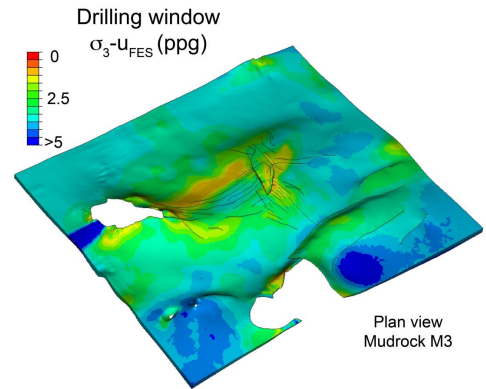 Drilling window
σ3-uFES (ppg)
0
2.5
>5
Plan view
Mudrock M3